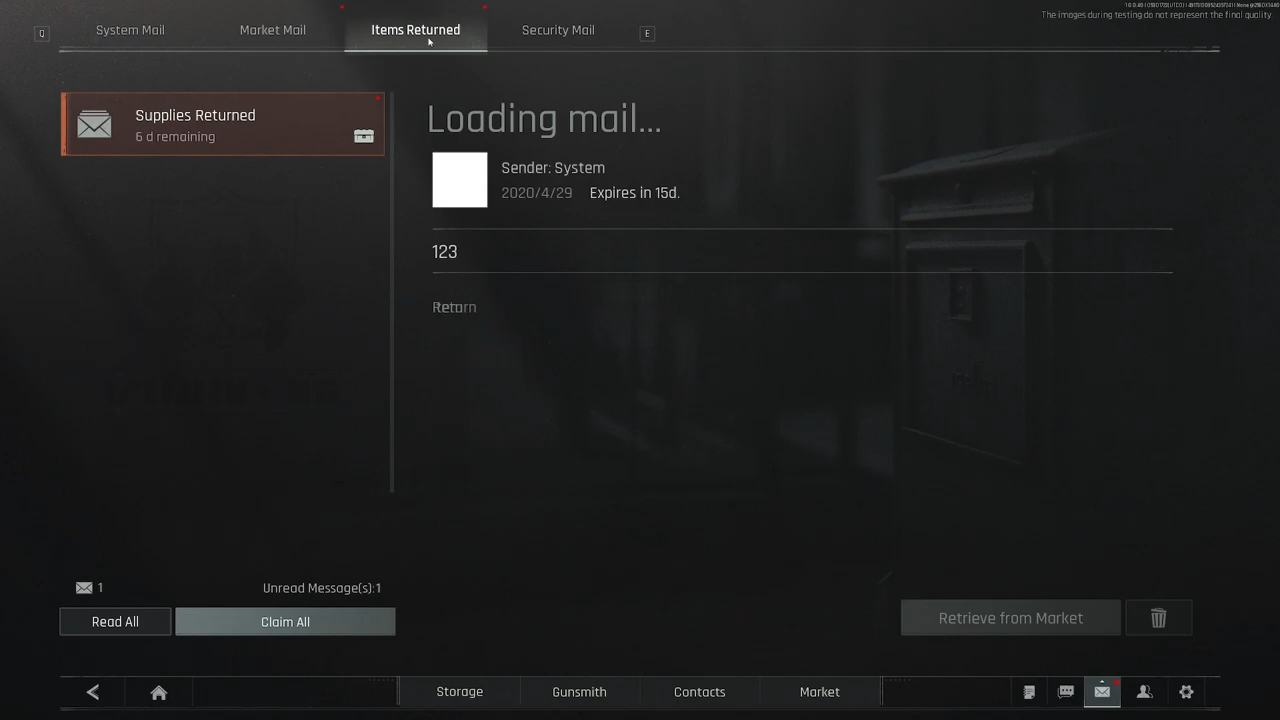 The images during testing do not represent the final quality.
Q
System Mail
Market Mail
Items Returned
Security Mail
E
Supplies Returned
6 d remaining
Loading mail...
Sender: System
2020/4/29 Expires in 15d.
123
Return
1
Unread Message(s):1
Read All
Claim All
Retrieve from Market
Storage
Gunsmith
Contacts
Market